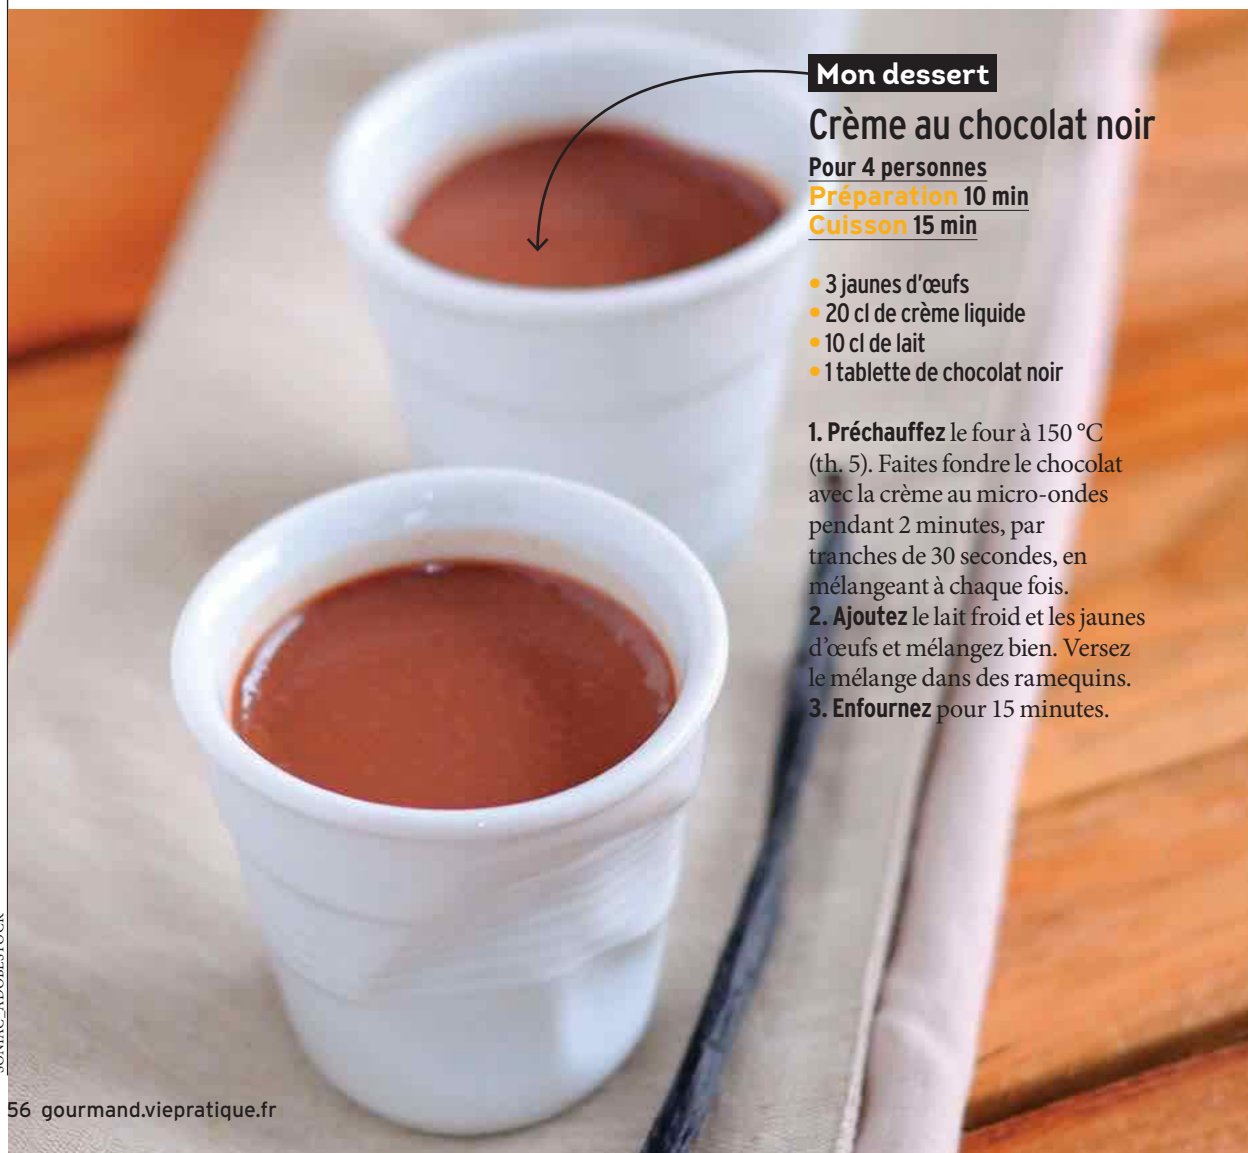 Mon dessert
Crème au chocolat noir
Pour 4 personnes
Préparation 10 min
Cuisson 15 min
• 3 jaunes d'œufs
• 20 cl de crème liquide
• 10 cl de lait
• 1 tablette de chocolat noir
1. Préchauffez le four à 150 °C
(th. 5). Faites fondre le chocolat
avec la crème au micro-ondes
pendant 2 minutes, par
tranches de 30 secondes, en
mélangeant à chaque fois.
2. Ajoutez le lait froid et les jaunes
d'œufs et mélangez bien. Versez
le mélange dans des ramequins.
3. Enfournez pour 15 minutes.
56 gourmand.viepratique.fr